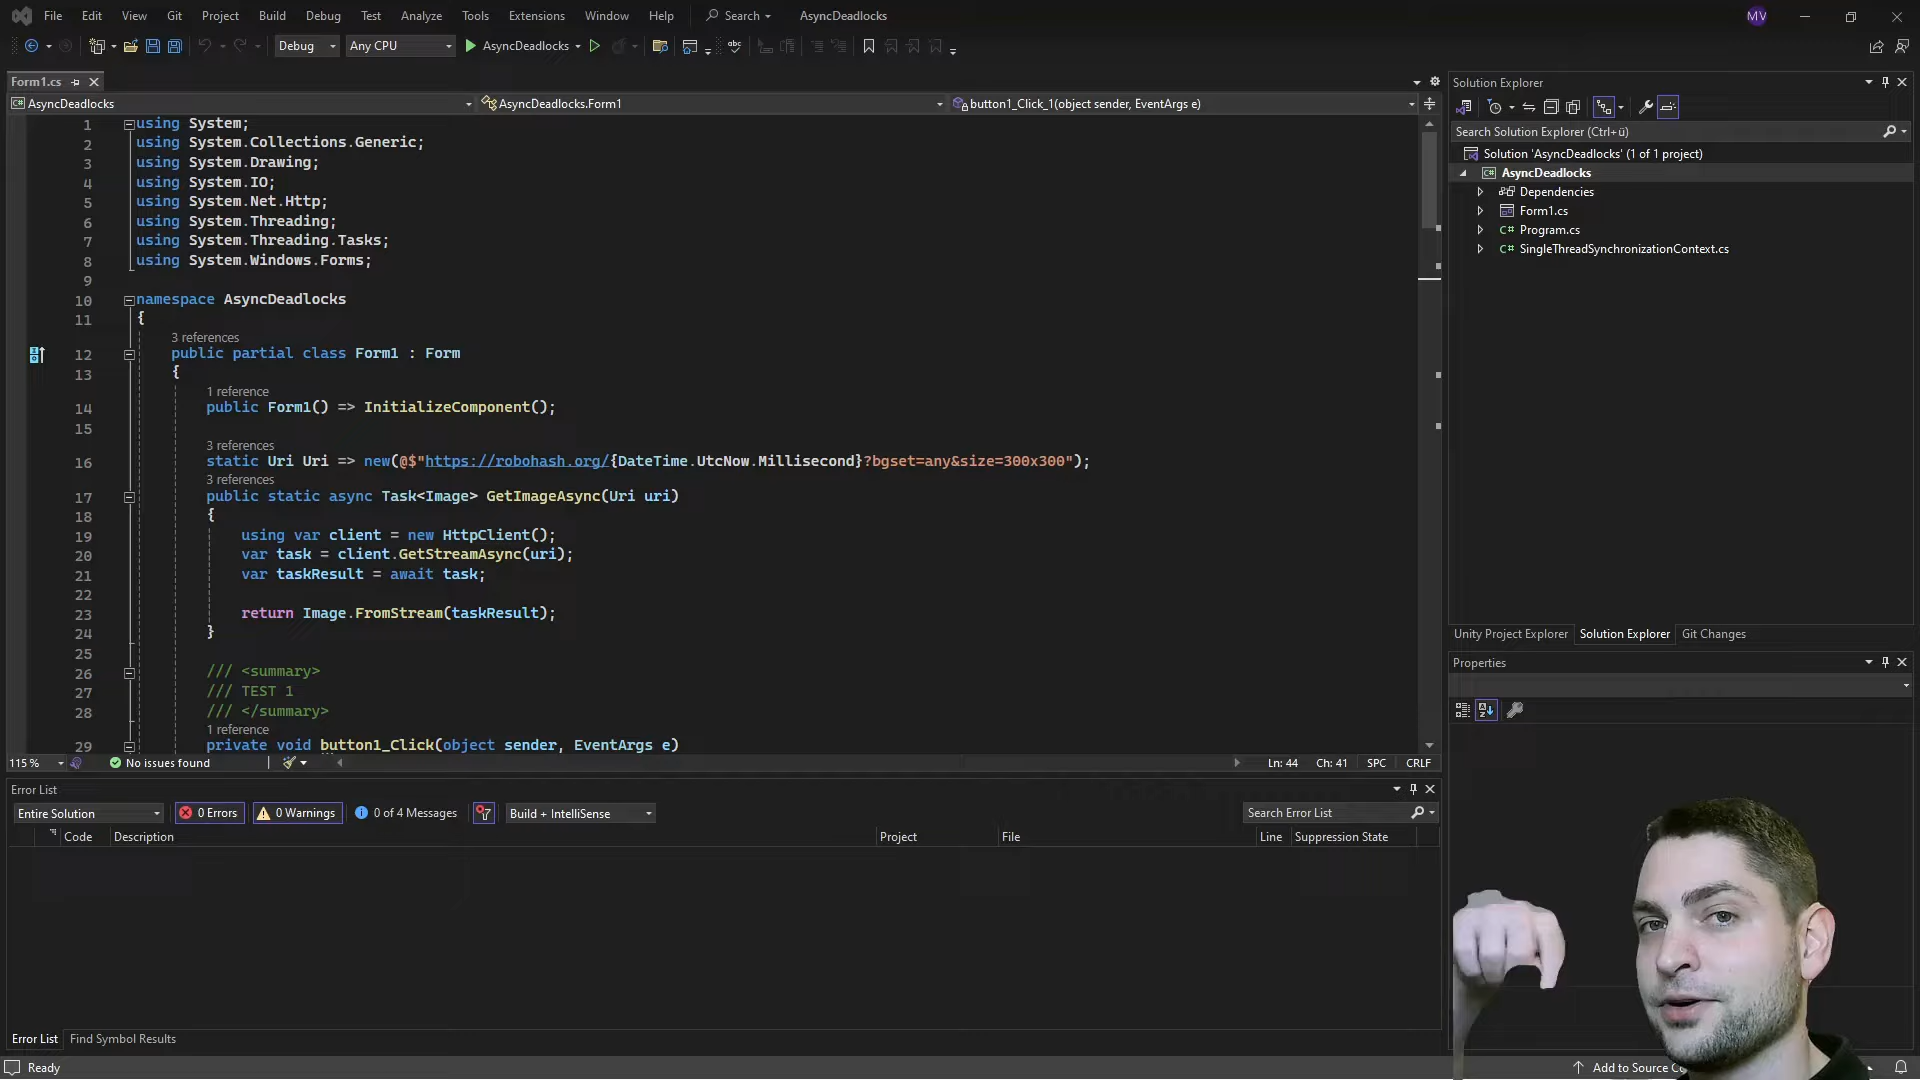 File Edit View Git Project Build Debug Test Analyze Tools Extensions Window Help Search AsyncDeadlocks MV
Debug Any CPU AsyncDeadlocks
Form1.cs
AsyncDeadlocks AsyncDeadlocks.Form1 button1_Click_1(object sender, EventArgs e)
1 using System;
2 using System.Collections.Generic;
3 using System.Drawing;
4 using System.IO;
5 using System.Net.Http;
6 using System.Threading;
7 using System.Threading.Tasks;
8 using System.Windows.Forms;
9
10 namespace AsyncDeadlocks
11 {
3 references
12 public partial class Form1 : Form
13 {
1 reference
14 public Form1() => InitializeComponent();
15
3 references
16 static Uri Uri => new(@$"https://robohash.org/{DateTime.UtcNow.Millisecond}?bgset=any&size=300x300");
3 references
17 public static async Task<Image> GetImageAsync(Uri uri)
18 {
19 using var client = new HttpClient();
20 var task = client.GetStreamAsync(uri);
21 var taskResult = await task;
22
23 return Image.FromStream(taskResult);
24 }
25
26 /// <summary>
27 /// TEST 1
28 /// </summary>
1 reference
29 private void button1_Click(object sender, EventArgs e)
115 % No issues found Ln: 44 Ch: 41 SPC CRLF
Error List
Entire Solution 0 Errors 0 Warnings 0 of 4 Messages Build + IntelliSense Search Error List
Code Description Project File Line Suppression State
Error List Find Symbol Results
Ready
Solution Explorer
Search Solution Explorer (Ctrl+ü)
Solution 'AsyncDeadlocks' (1 of 1 project)
AsyncDeadlocks
Dependencies
Form1.cs
C# Program.cs
C# SingleThreadSynchronizationContext.cs
Unity Project Explorer Solution Explorer Git Changes
Properties
Add to Source Co